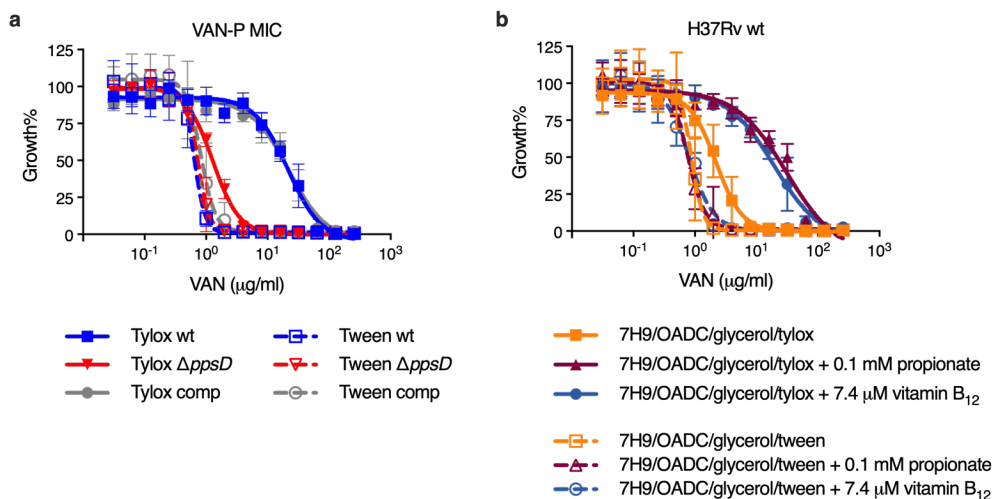 a
VAN-P MIC
125
100
75
50
25
0
Growth%
10⁻¹ 10⁰ 10¹ 10² 10³
VAN (μg/ml)
Tylox wt
Tylox ΔppsD
Tylox comp
Tween wt
Tween ΔppsD
Tween comp
b
H37Rv wt
125
100
75
50
25
0
Growth%
10⁻¹ 10⁰ 10¹ 10² 10³
VAN (μg/ml)
7H9/OADC/glycerol/tylox
7H9/OADC/glycerol/tylox + 0.1 mM propionate
7H9/OADC/glycerol/tylox + 7.4 μM vitamin B₁₂
7H9/OADC/glycerol/tween
7H9/OADC/glycerol/tween + 0.1 mM propionate
7H9/OADC/glycerol/tween + 7.4 μM vitamin B₁₂